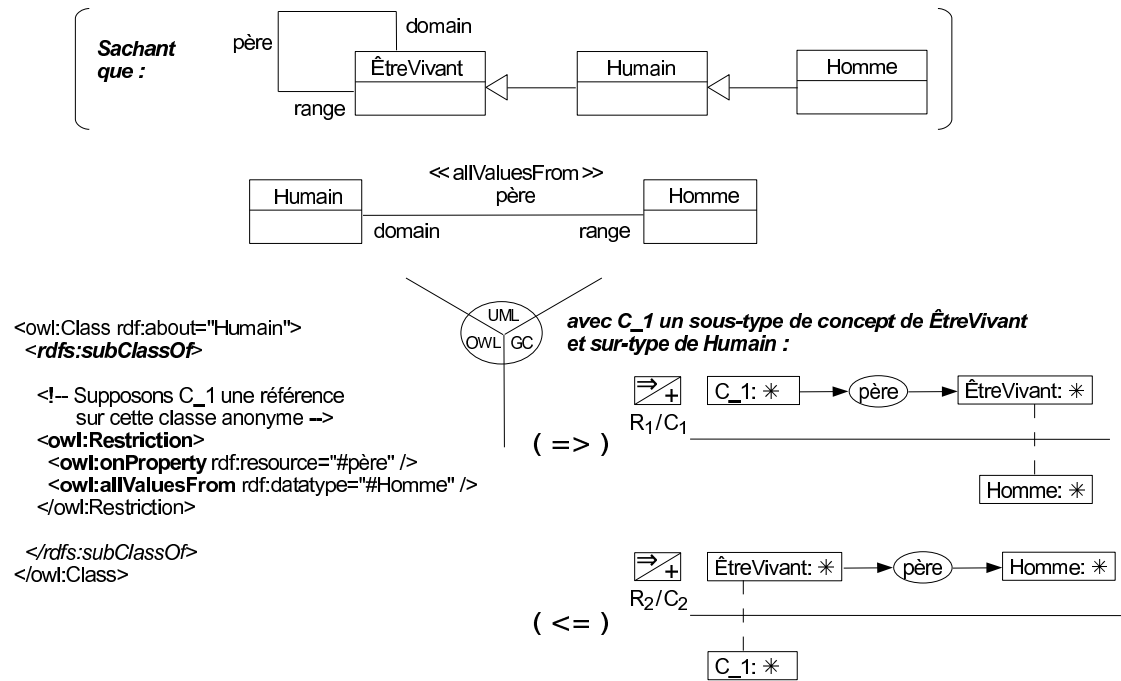 Sachant
que :
père
domain
ÊtreVivant
range
Humain
Homme
<< allValuesFrom >>
père
Humain
domain
range
Homme
UML
OWL
GC
<owl:Class rdf:about="Humain">
<rdfs:subClassOf>
<!-- Supposons C_1 une référence
sur cette classe anonyme -->
<owl:Restriction>
<owl:onProperty rdf:resource="#père" />
<owl:allValuesFrom rdf:datatype="#Homme" />
</owl:Restriction>
</rdfs:subClassOf>
</owl:Class>
avec C_1 un sous-type de concept de ÊtreVivant
et sur-type de Humain :
⇒/+
R1/C1
C_1: ✳
père
ÊtreVivant: ✳
( => )
Homme: ✳
⇒/+
R2/C2
ÊtreVivant: ✳
père
Homme: ✳
( <= )
C_1: ✳